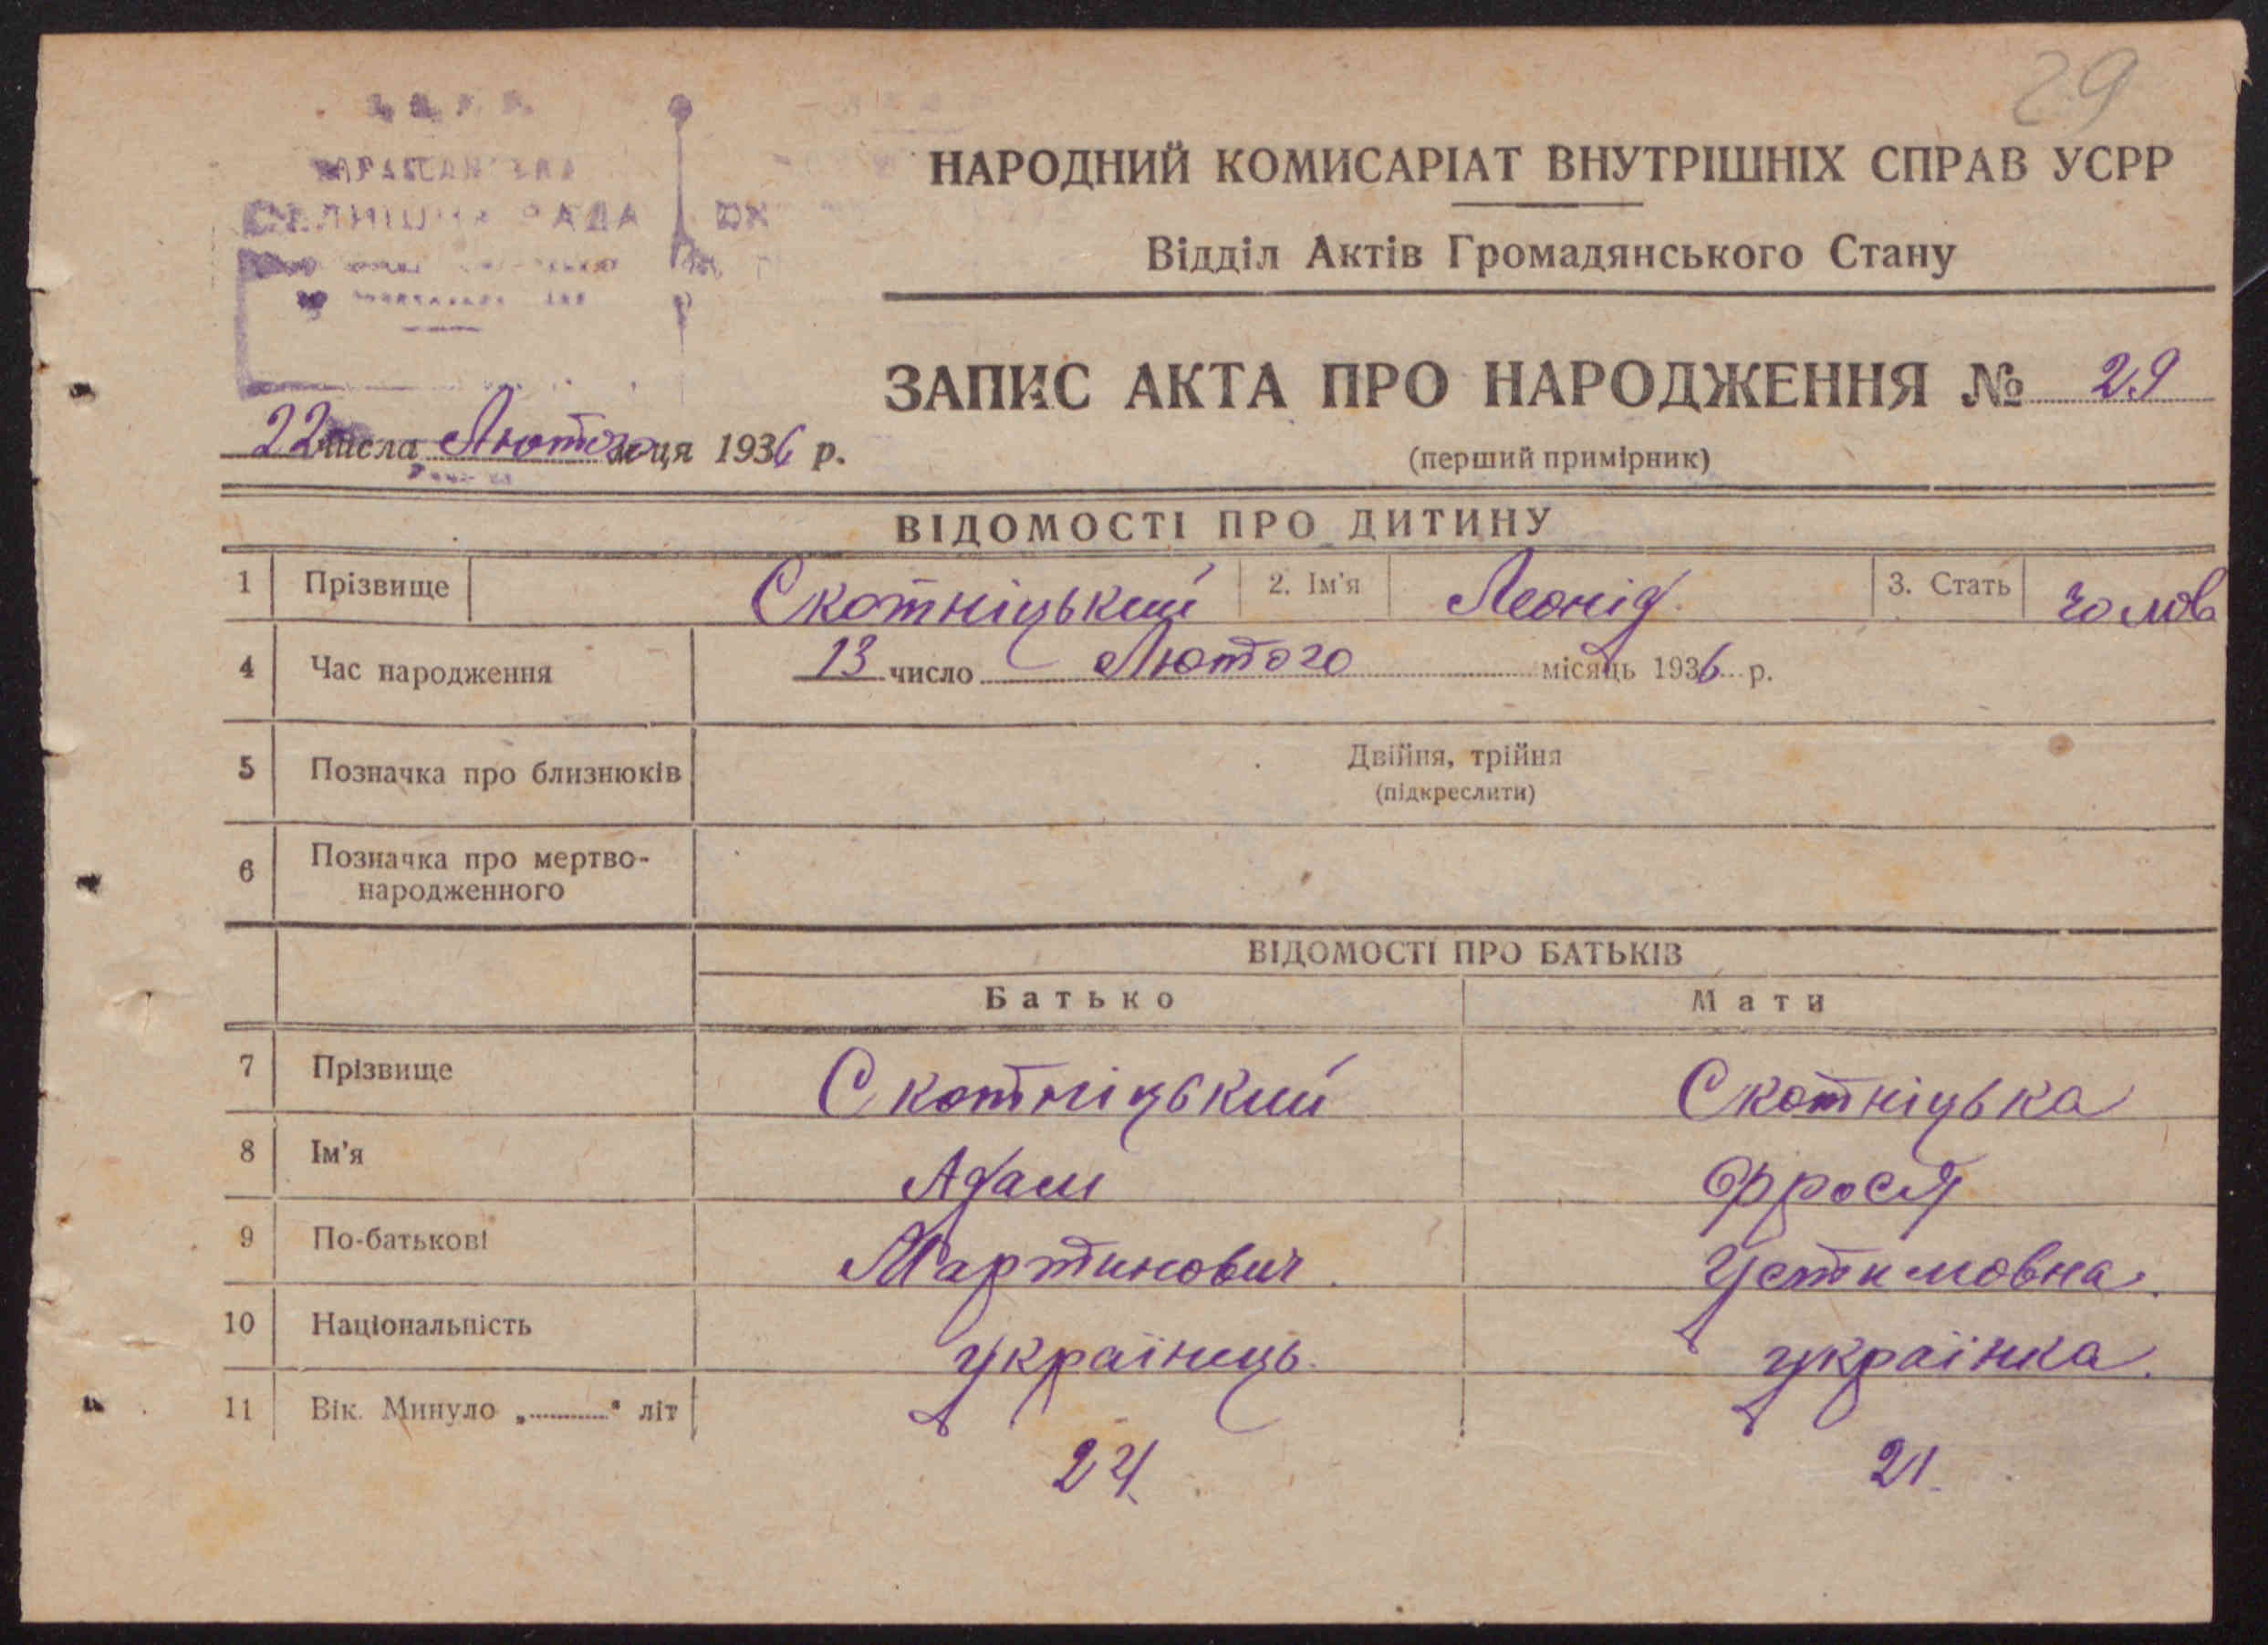 29
НАРОДНИЙ КОМИСАРІАТ ВНУТРІШНІХ СПРАВ УСРР
Відділ Актів Громадянського Стану
РАДА
ЗАПИС АКТА ПРО НАРОДЖЕННЯ № 29
(перший примірник)
22 числа Лютого м-ця 1936 р.
ВІДОМОСТІ ПРО ДИТИНУ
1 Прізвище Скотніцький 2. Ім'я Леонід 3. Стать чолов
4 Час народження 13 число Лютого місяць 1936 р.
5 Позначка про близнюків Двійня, трійня
(підкреслити)
6 Позначка про мертво-
народженного
ВІДОМОСТІ ПРО БАТЬКІВ
Батько Мати
7 Прізвище Скотніцький Скотніцька
8 Ім'я Адам Фрося
9 По-батькові Мартинович Устимовна.
10 Національність українець. українка.
11 Вік. Минуло „............" літ
24. 21.